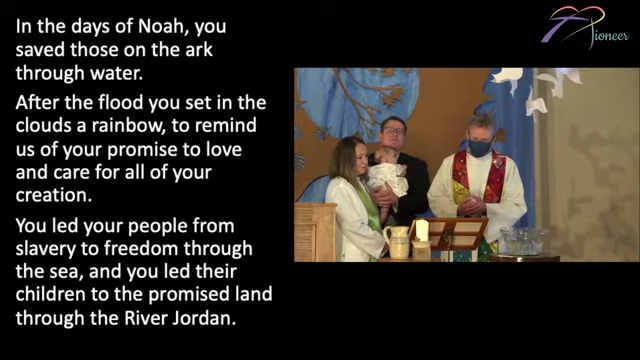 In the days of Noah, you
saved those on the ark
through water.
After the flood you set in the
clouds a rainbow, to remind
us of your promise to love
and care for all of your
creation.
You led your people from
slavery to freedom through
the sea, and you led their
children to the promised land
through the River Jordan.
Pioneer